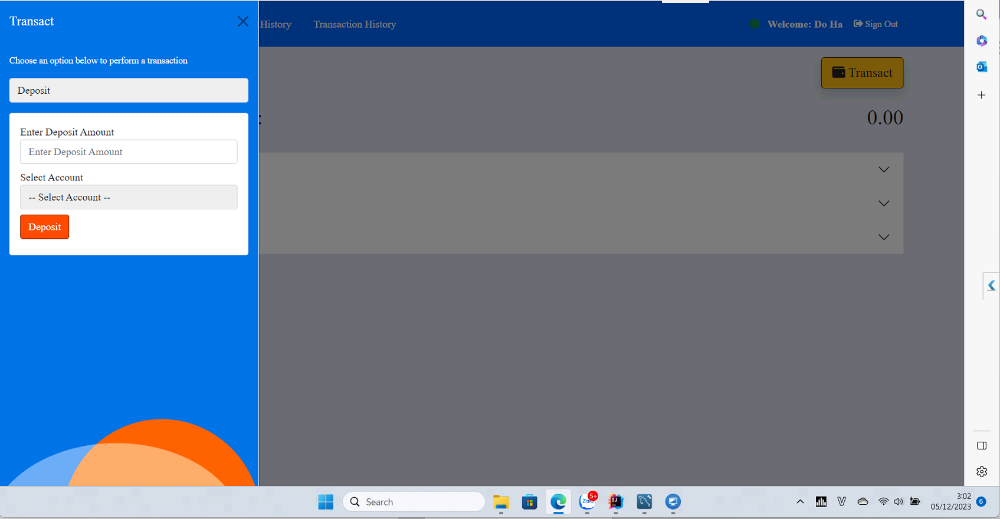 Transact
History
Transaction History
Welcome: Do Ha
Sign Out
Choose an option below to perform a transaction
Transact
Deposit
:
0.00
Enter Deposit Amount
Enter Deposit Amount
Select Account
-- Select Account --
Deposit
Search
Zalo
5+
IJ
3:02
05/12/2023
6